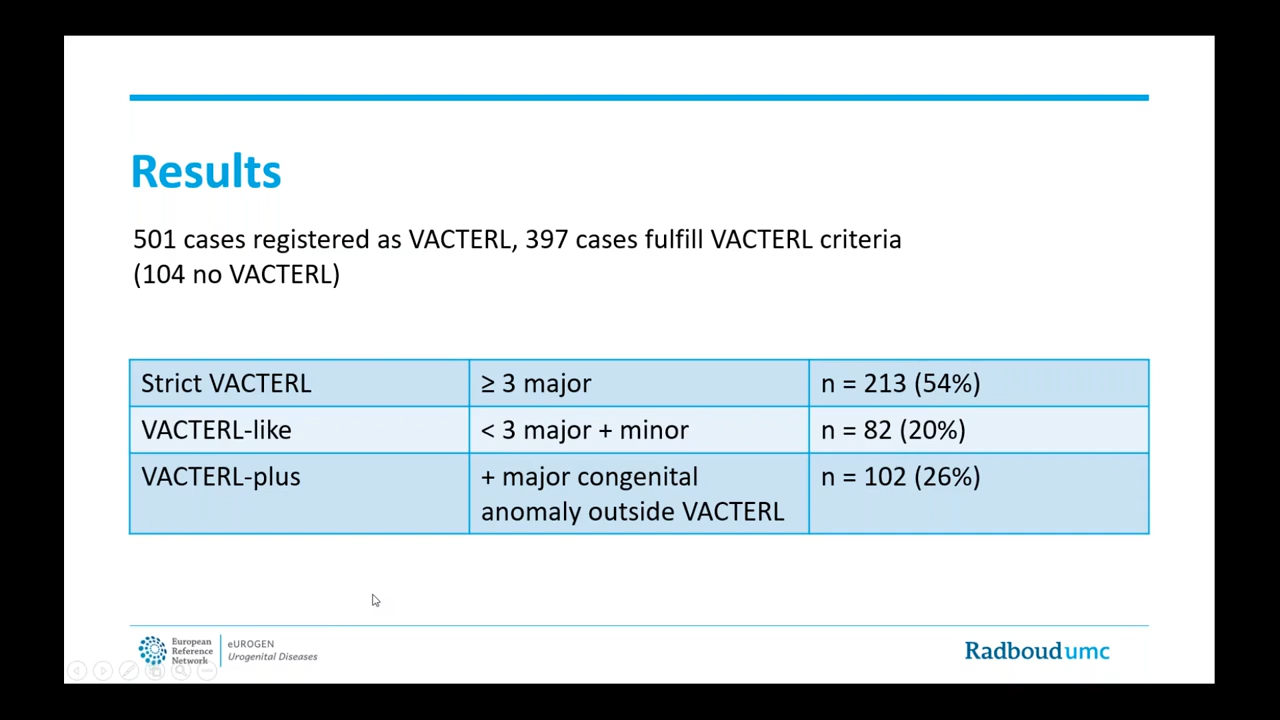 Results
501 cases registered as VACTERL, 397 cases fulfill VACTERL criteria
(104 no VACTERL)
Strict VACTERL ≥ 3 major n = 213 (54%)
VACTERL-like < 3 major + minor n = 82 (20%)
VACTERL-plus + major congenital n = 102 (26%)
anomaly outside VACTERL
European
Reference
Network
eUROGEN
Urogenital Diseases
Radboudumc